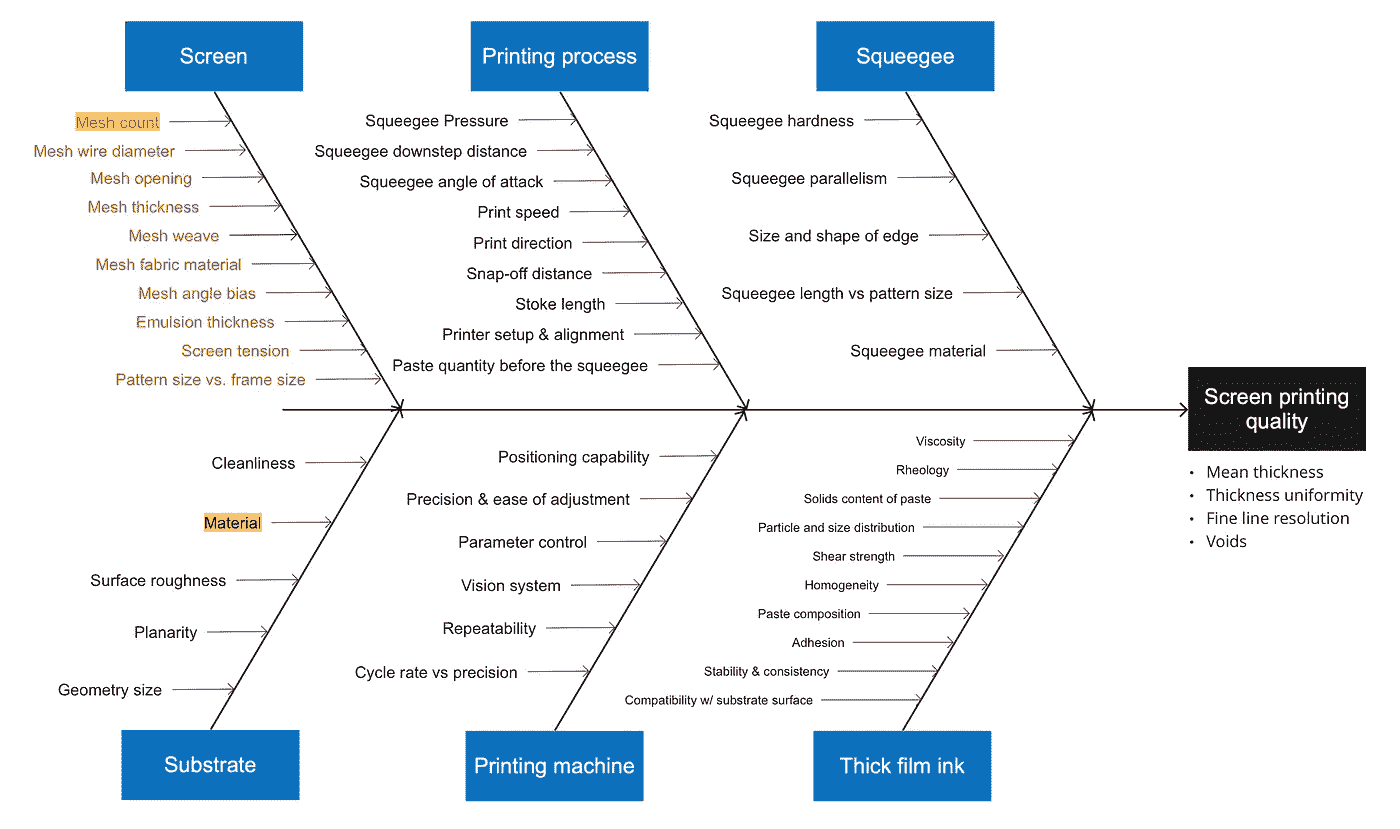 Screen
Printing process
Squeegee
Mesh count
Mesh wire diameter
Mesh opening
Mesh thickness
Mesh weave
Mesh fabric material
Mesh angle bias
Emulsion thickness
Screen tension
Pattern size vs. frame size
Squeegee Pressure
Squeegee downstep distance
Squeegee angle of attack
Print speed
Print direction
Snap-off distance
Stoke length
Printer setup & alignment
Paste quantity before the squeegee
Squeegee hardness
Squeegee parallelism
Size and shape of edge
Squeegee length vs pattern size
Squeegee material
Screen printing
quality
• Mean thickness
• Thickness uniformity
• Fine line resolution
• Voids
Cleanliness
Material
Surface roughness
Planarity
Geometry size
Positioning capability
Precision & ease of adjustment
Parameter control
Vision system
Repeatability
Cycle rate vs precision
Viscosity
Rheology
Solids content of paste
Particle and size distribution
Shear strength
Homogeneity
Paste composition
Adhesion
Stability & consistency
Compatibility w/ substrate surface
Substrate
Printing machine
Thick film ink